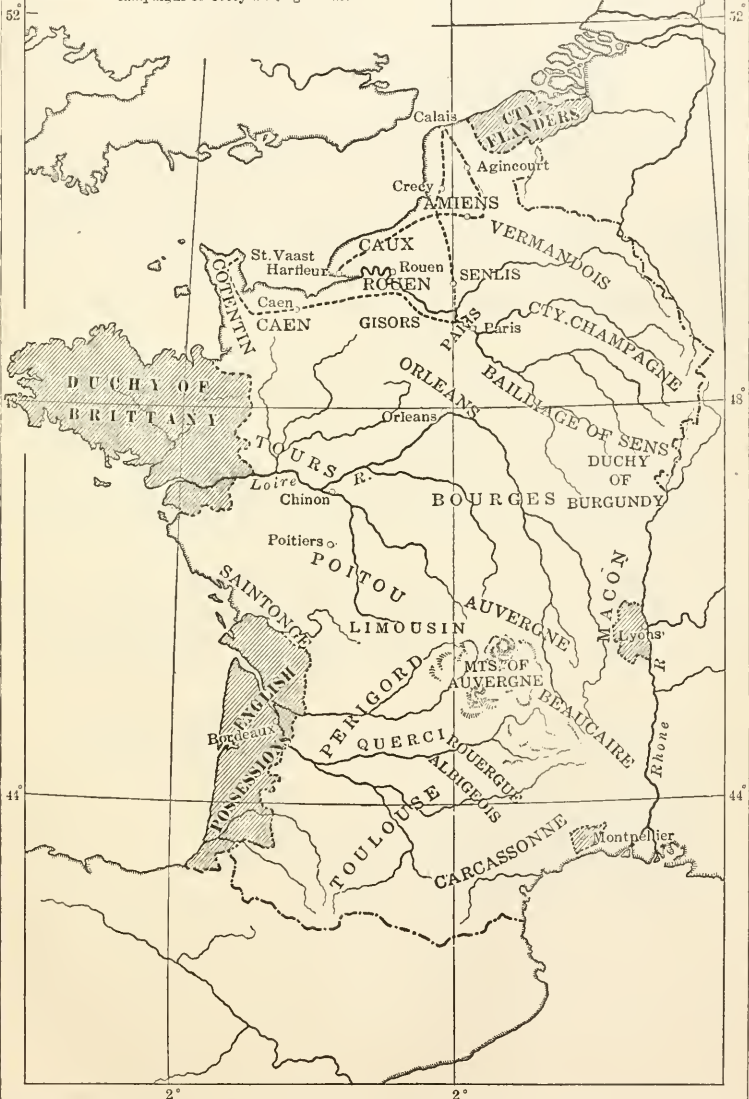 52°
52°
Calais
CTY.
FLANDERS
Agincourt
Crecy
AMIENS
VERMANDOIS
CAUX
St. Vaast
Harfleur
Rouen
ROUEN
SENLIS
COTENTIN
Caen
CAEN
GISORS
PARIS
Paris
CTY. CHAMPAGNE
DUCHY OF
BRITTANY
48°
ORLEANS
Orleans
BAILLIAGE OF SENS
TOURS
Loire R.
Chinon
DUCHY
OF
BURGUNDY
BOURGES
Poitiers
POITOU
SAINTONGE
LIMOUSIN
AUVERGNE
MACON
Lyons
MTS. OF
AUVERGNE
ENGLISH
POSSESSIONS
Bordeaux
PERIGORD
BEAUCAIRE
QUERCI
ROUERGUE
ALBIGEOIS
Rhone R
44°
44°
TOULOUSE
CARCASSONNE
Montpellier
2°
2°